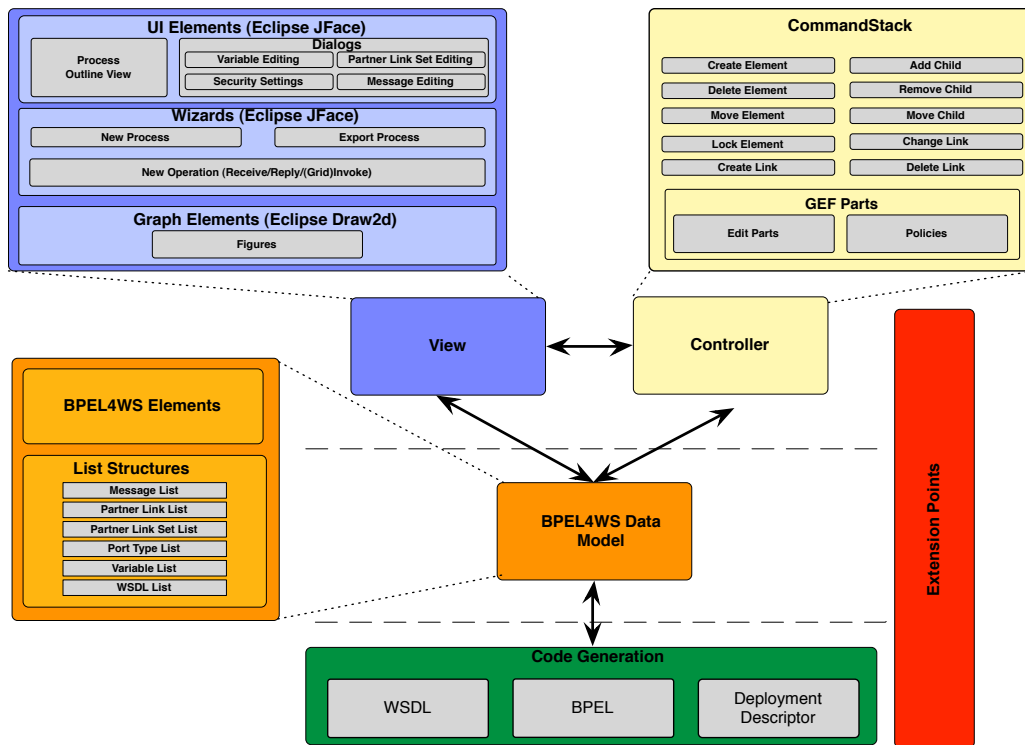 UI Elements (Eclipse JFace)
Process
Outline View
Dialogs
Variable Editing
Partner Link Set Editing
Security Settings
Message Editing
Wizards (Eclipse JFace)
New Process
Export Process
New Operation (Receive/Reply/(Grid)Invoke)
Graph Elements (Eclipse Draw2d)
Figures
CommandStack
Create Element
Add Child
Delete Element
Remove Child
Move Element
Move Child
Lock Element
Change Link
Create Link
Delete Link
GEF Parts
Edit Parts
Policies
View
Controller
BPEL4WS Elements
List Structures
Message List
Partner Link List
Partner Link Set List
Port Type List
Variable List
WSDL List
BPEL4WS Data
Model
Extension Points
Code Generation
WSDL
BPEL
Deployment
Descriptor